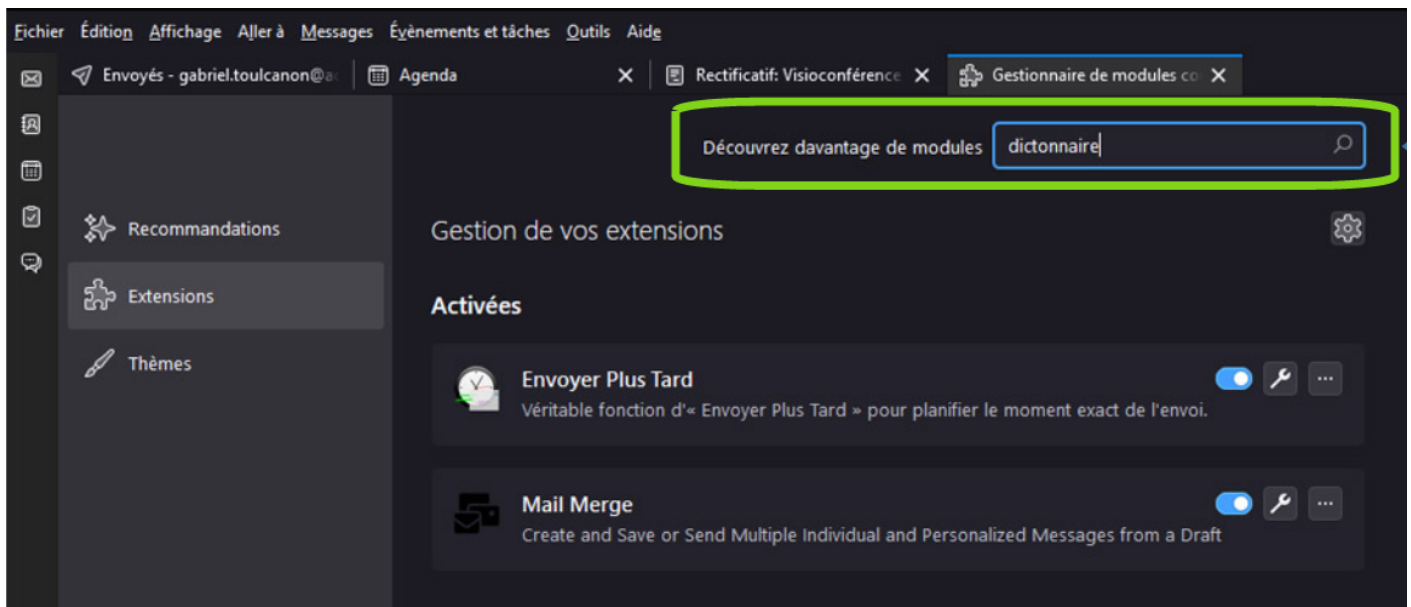 Fichier Édition Affichage Aller à Messages Évènements et tâches Outils Aide
Envoyés - gabriel.toulcanon@a
Agenda
Rectificatif: Visioconférence
Gestionnaire de modules co
Découvrez davantage de modules
dictonnaire
Recommandations
Extensions
Thèmes
Gestion de vos extensions
Activées
Envoyer Plus Tard
Véritable fonction d'« Envoyer Plus Tard » pour planifier le moment exact de l'envoi.
Mail Merge
Create and Save or Send Multiple Individual and Personalized Messages from a Draft